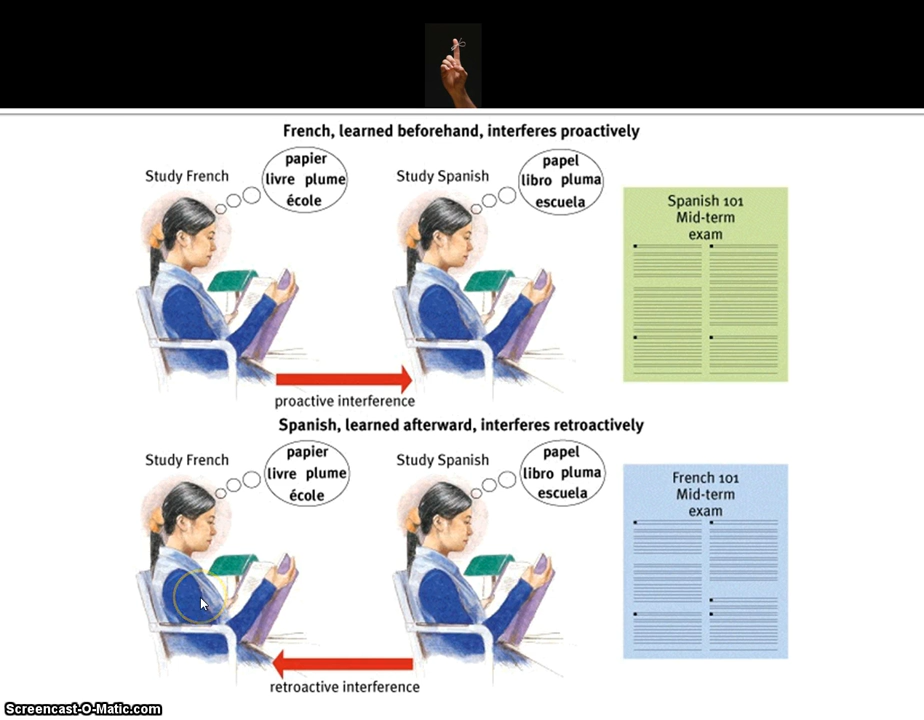 French, learned beforehand, interferes proactively
Study French
papier
livre plume
école
Study Spanish
papel
libro pluma
escuela
Spanish 101
Mid-term
exam
proactive interference
Spanish, learned afterward, interferes retroactively
Study French
papier
livre plume
école
Study Spanish
papel
libro pluma
escuela
French 101
Mid-term
exam
retroactive interference
Screencast-O-Matic.com